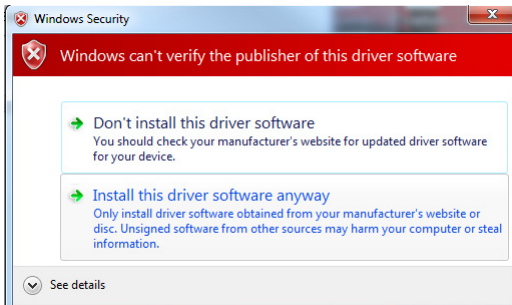 Windows Security
Windows can't verify the publisher of this driver software
Don't install this driver software
You should check your manufacturer's website for updated driver software
for your device.
Install this driver software anyway
Only install driver software obtained from your manufacturer's website or
disc. Unsigned software from other sources may harm your computer or steal
information.
See details